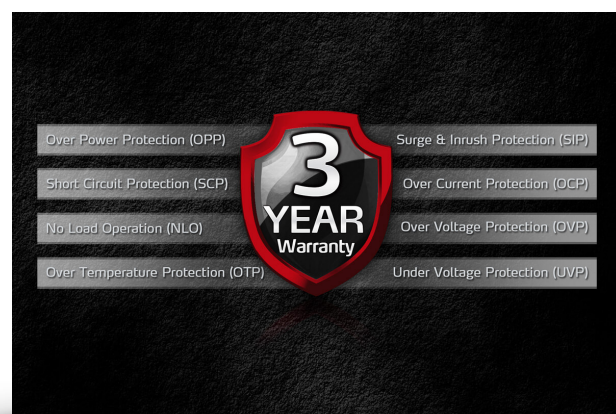 Over Power Protection (OPP)
Short Circuit Protection (SCP)
No Load Operation (NLO)
Over Temperature Protection (OTP)
3
YEAR
Warranty
Surge & Inrush Protection (SIP)
Over Current Protection (OCP)
Over Voltage Protection (OVP)
Under Voltage Protection (UVP)